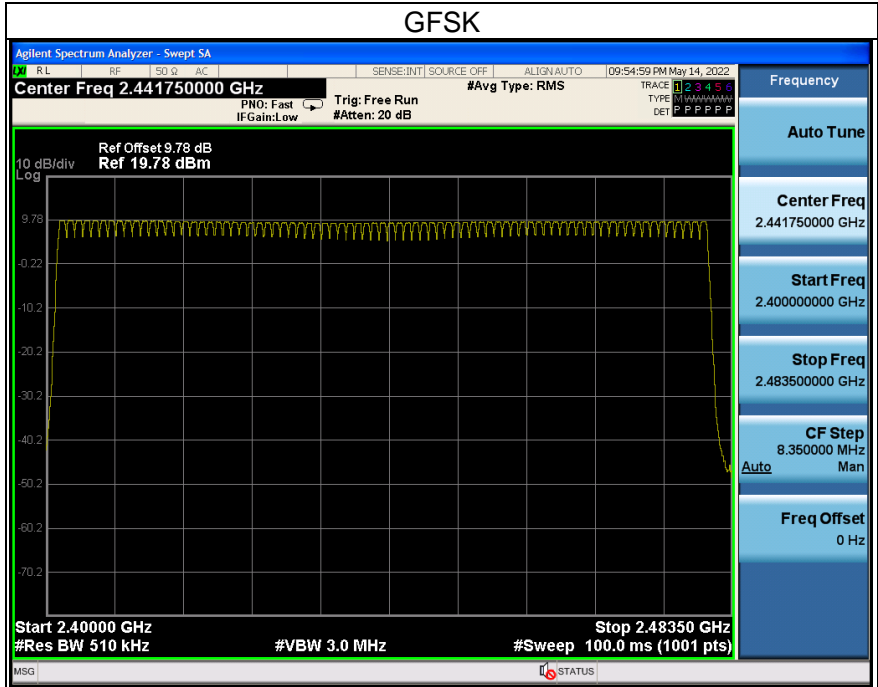 GFSK
Agilent Spectrum Analyzer - Swept SA
LXI RL RF 50 Ω AC SENSE:INT SOURCE OFF ALIGN AUTO 09:54:59 PM May 14, 2022
Center Freq 2.441750000 GHz
PNO: Fast
IFGain:Low
Trig: Free Run
#Atten: 20 dB
#Avg Type: RMS
TRACE 1 2 3 4 5 6
TYPE M WWWWW
DET P P P P P P
Ref Offset 9.78 dB
10 dB/div Ref 19.78 dBm
Log
9.78
-0.22
-10.2
-20.2
-30.2
-40.2
-50.2
-60.2
-70.2
Start 2.40000 GHz Stop 2.48350 GHz
#Res BW 510 kHz #VBW 3.0 MHz #Sweep 100.0 ms (1001 pts)
MSG STATUS
Frequency
Auto Tune
Center Freq
2.441750000 GHz
Start Freq
2.400000000 GHz
Stop Freq
2.483500000 GHz
CF Step
8.350000 MHz
Auto Man
Freq Offset
0 Hz